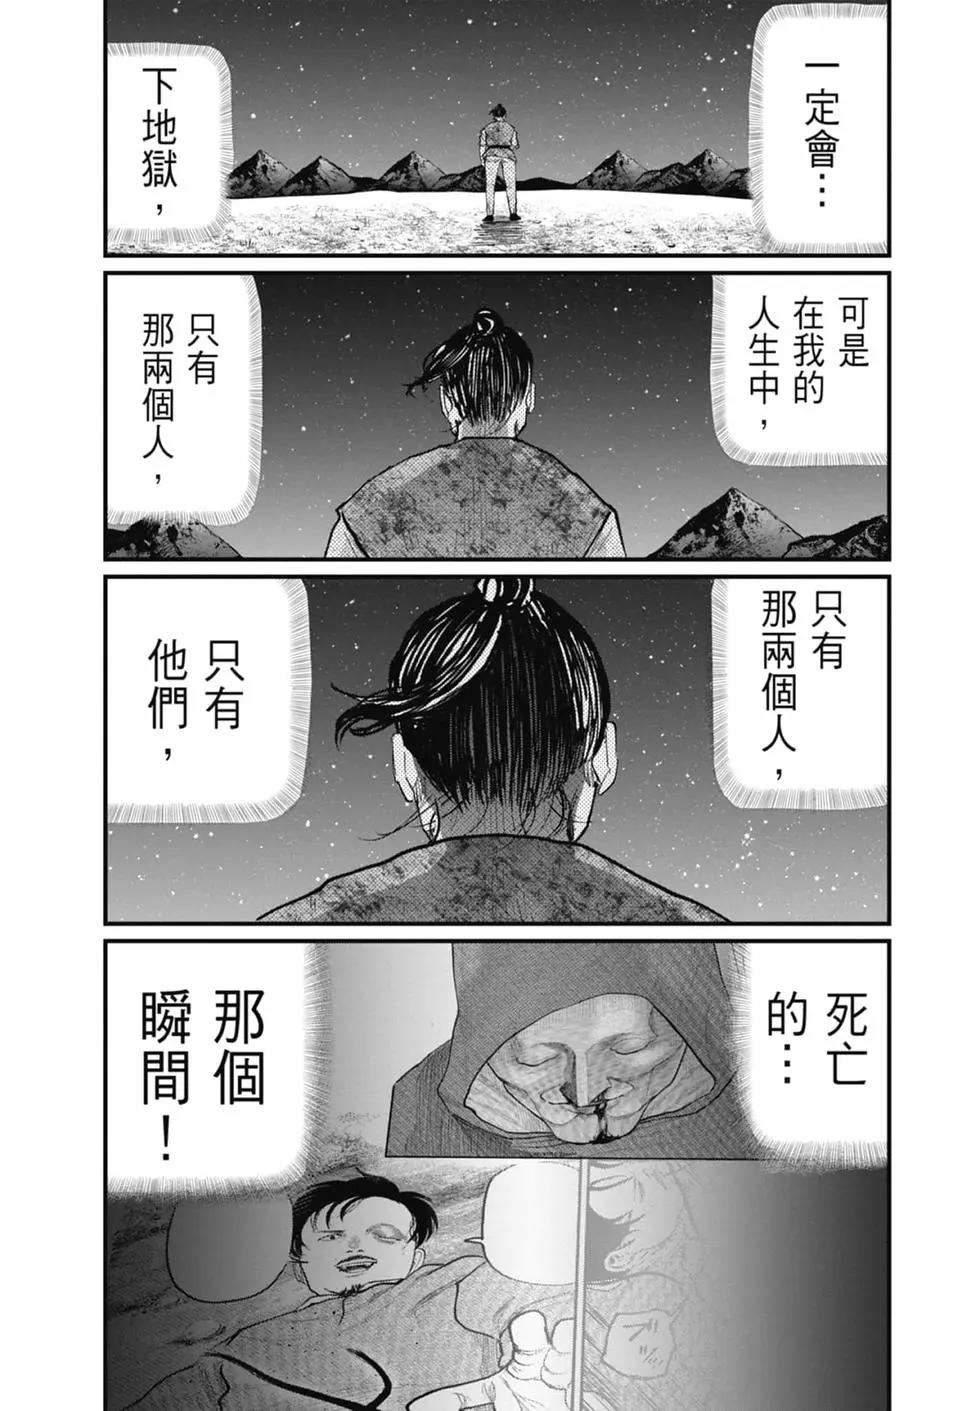 一定會…
下地獄，
可是
在我的
人生中，
只有
那兩個人，
只有
那兩個人，
只有
他們，
死亡
的…
那個
瞬間！